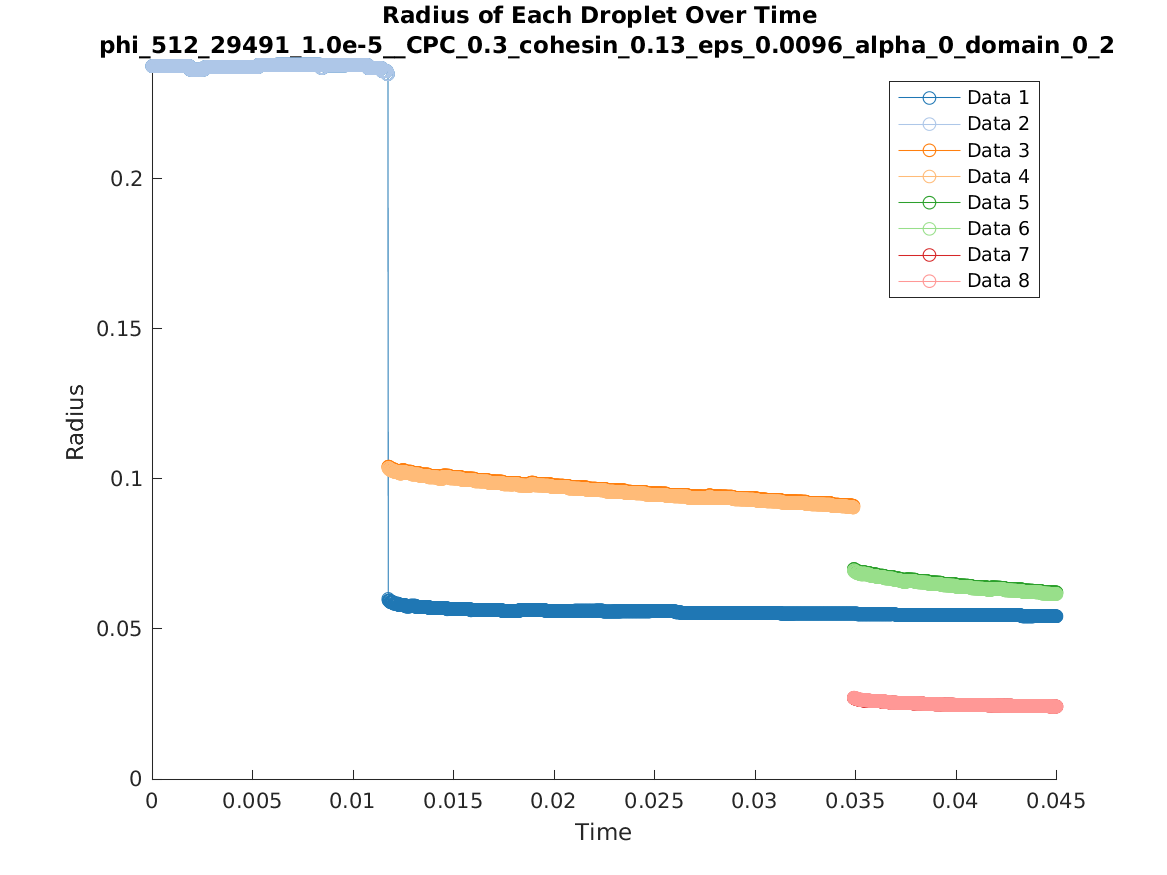 Radius of Each Droplet Over Time
phi_512_29491_1.0e-5__CPC_0.3_cohesin_0.13_eps_0.0096_alpha_0_domain_0_2
Data 1
Data 2
Data 3
Data 4
Data 5
Data 6
Data 7
Data 8
0.2
0.15
0.1
0.05
0
Radius
0
0.005
0.01
0.015
0.02
0.025
0.03
0.035
0.04
0.045
Time